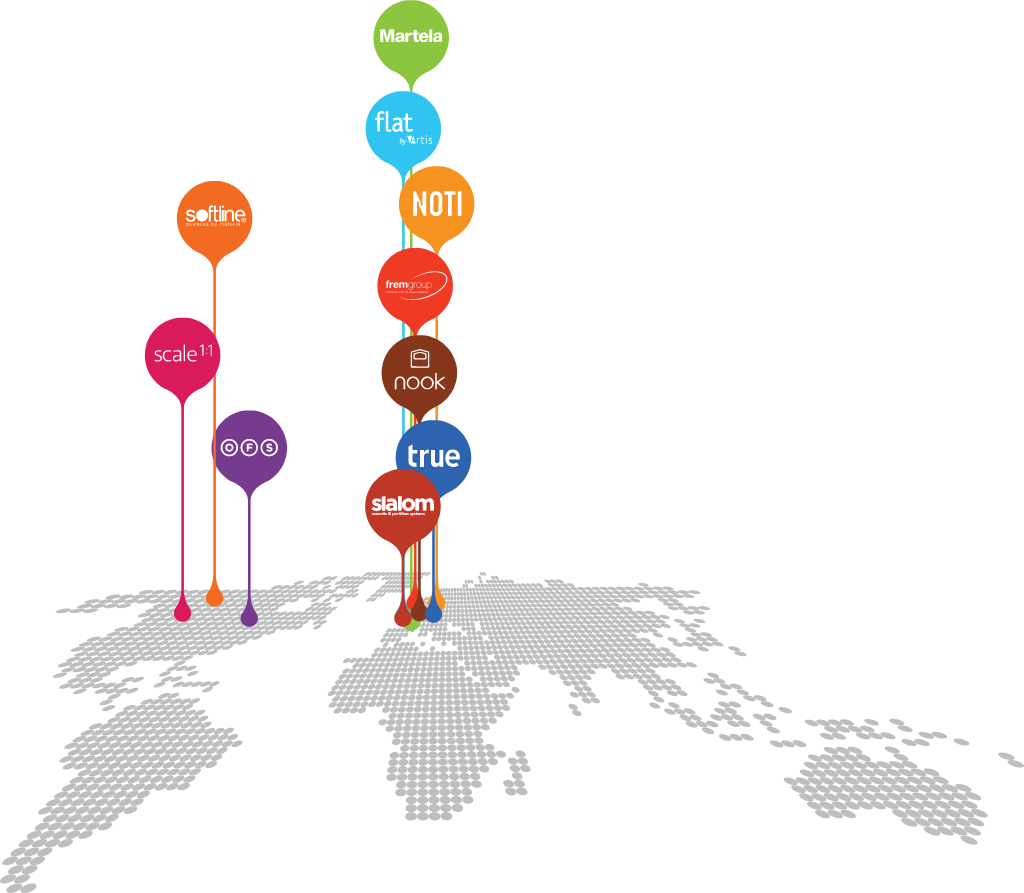 Martela
flat
by Artis
NOTI
softline®
powered by materia
fremgroup
scale 1:1
nook
OFS
true
slalom
acoustic & partition systems